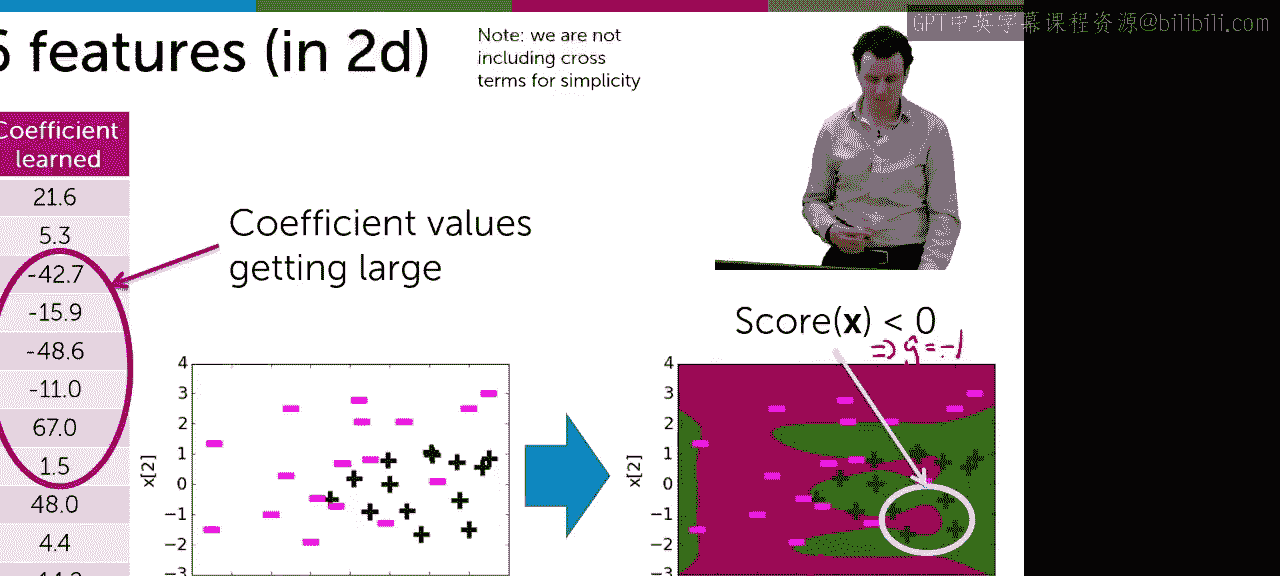 GPT中英字幕课程资源@bilibili.com
6 features (in 2d)
Note: we are not
including cross
terms for simplicity
Coefficient
learned
21.6
5.3
-42.7
-15.9
-48.6
-11.0
67.0
1.5
48.0
4.4
Coefficient values
getting large
Score(x) < 0
⇒ ŷ = -1
4
3
2
1
0
−1
−2
−3
x[2]
4
3
2
1
0
−1
−2
−3
x[2]